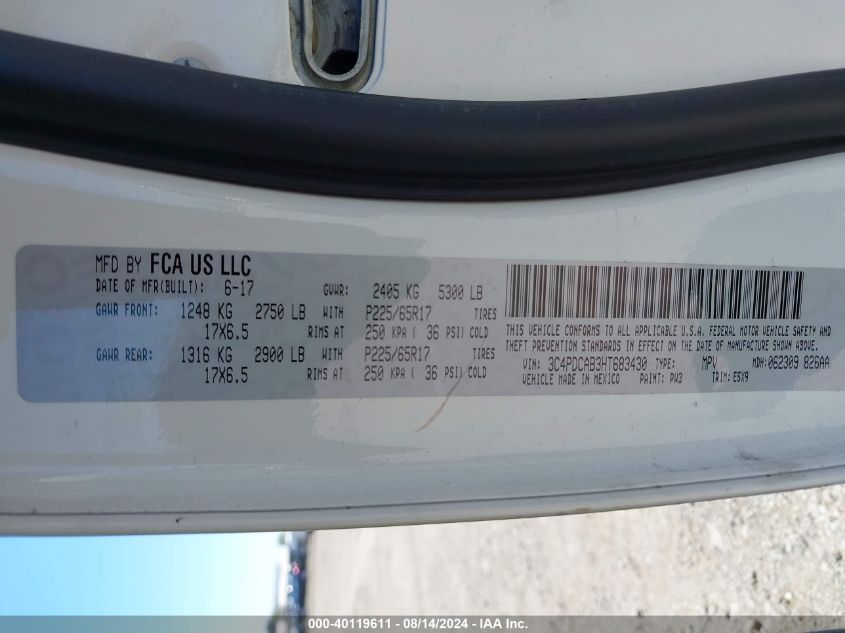 MFD BY FCA US LLC
DATE OF MFR(BUILT): 6-17 GVWR: 2405 KG 5300 LB
GAWR FRONT: 1248 KG 2750 LB WITH P225/65R17 TIRES
17X6.5 RIMS AT 250 KPA ( 36 PSI) COLD
GAWR REAR: 1316 KG 2900 LB WITH P225/65R17 TIRES
17X6.5 RIMS AT 250 KPA ( 36 PSI) COLD
THIS VEHICLE CONFORMS TO ALL APPLICABLE U.S.A. FEDERAL MOTOR VEHICLE SAFETY AND
THEFT PREVENTION STANDARDS IN EFFECT ON THE DATE OF MANUFACTURE SHOWN ABOVE.
VIN: 3C4PDCAB3HT683430 TYPE: MPV MDH:062309 826AA
VEHICLE MADE IN MEXICO PAINT: PW3 TRIM: E5X9
000-40119611 - 08/14/2024 - IAA Inc.